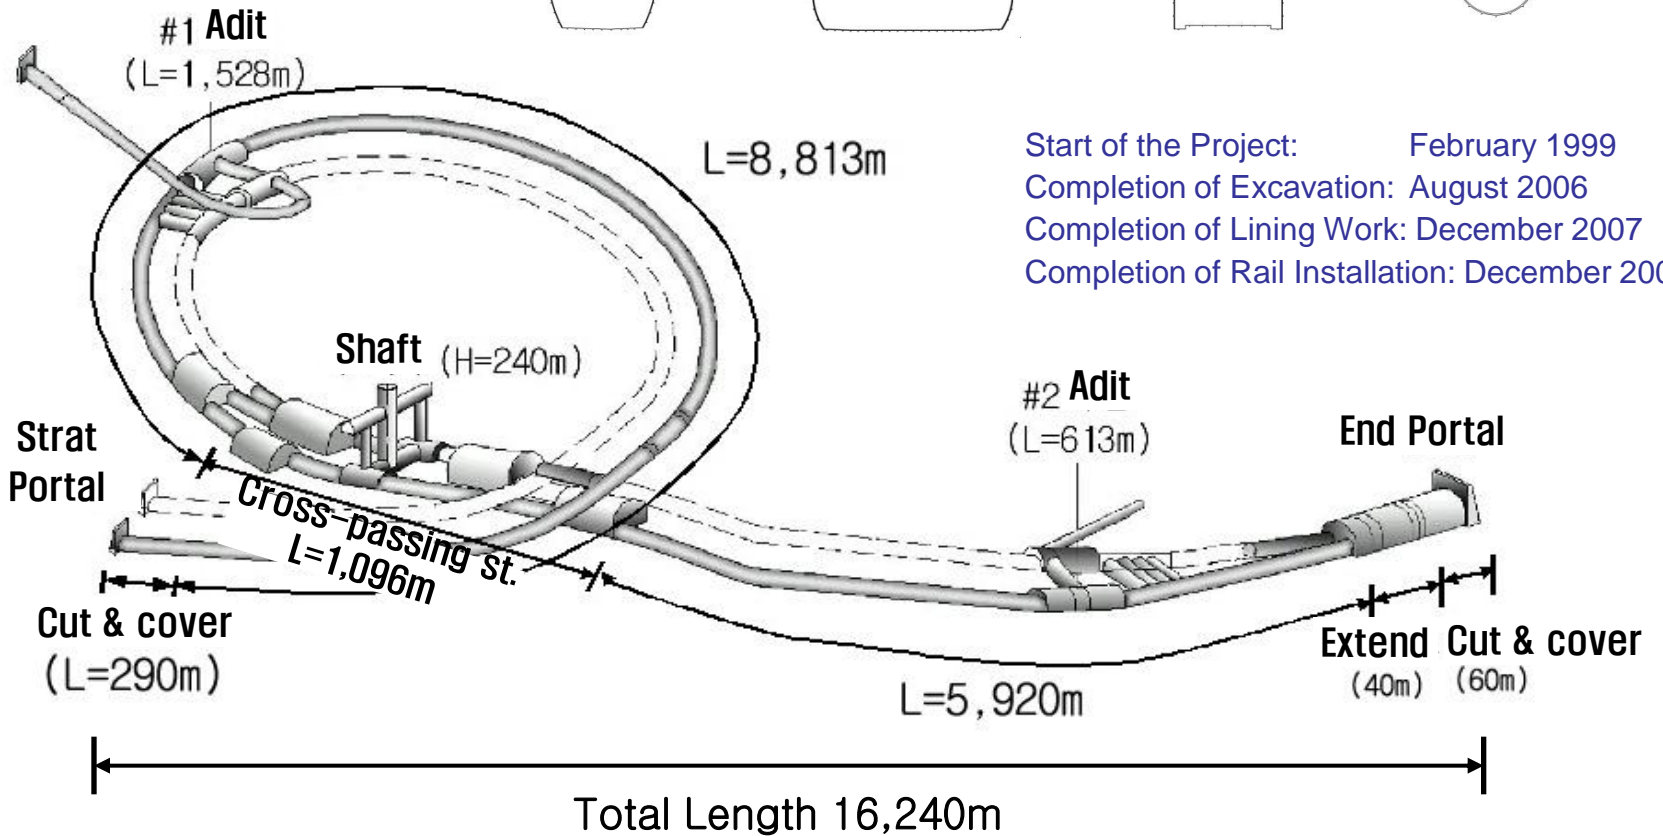 #1 Adit
(L=1,528m)
L=8,813m
Start of the Project: February 1999
Completion of Excavation: August 2006
Completion of Lining Work: December 2007
Completion of Rail Installation: December
Shaft (H=240m)
#2 Adit
(L=613m)
End Portal
Strat
Portal
Cross-passing st.
L=1,096m
Cut & cover
(L=290m)
Extend Cut & cover
(40m) (60m)
L=5,920m
Total Length 16,240m